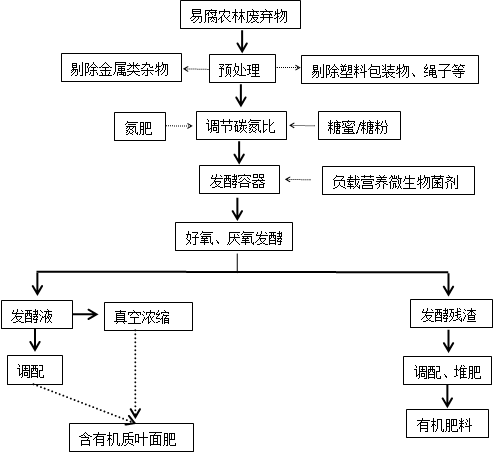 易腐农林废弃物
剔除金属类杂物
预处理
剔除塑料包装物、绳子等
氮肥
调节碳氮比
糖蜜/糖粉
发酵容器
负载营养微生物菌剂
好氧、厌氧发酵
发酵液
真空浓缩
发酵残渣
调配
调配、堆肥
含有机质叶面肥
有机肥料